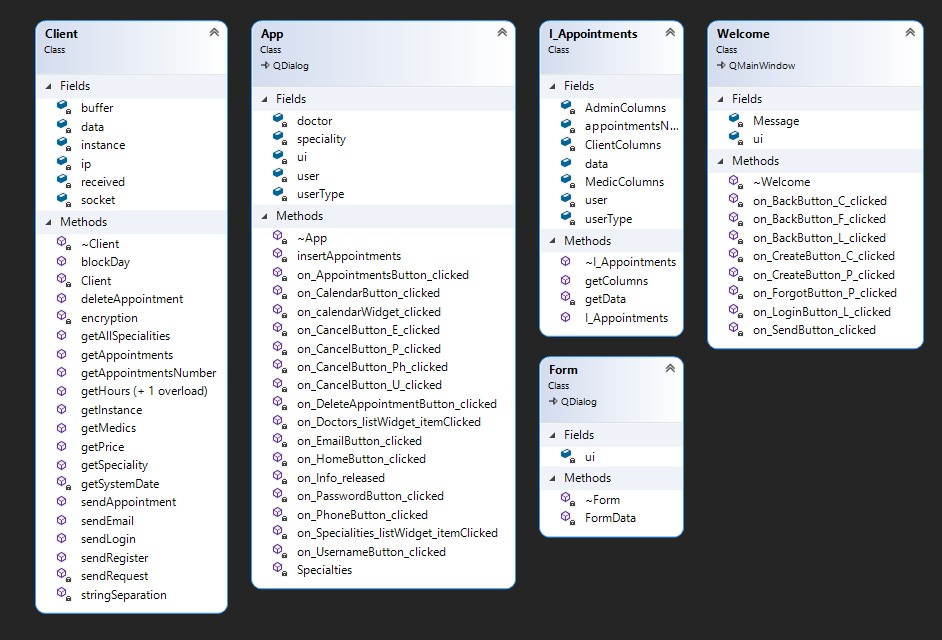 Client
Class
Fields
buffer
data
instance
ip
received
socket
Methods
~Client
blockDay
Client
deleteAppointment
encryption
getAllSpecialities
getAppointments
getAppointmentsNumber
getHours (+ 1 overload)
getInstance
getMedics
getPrice
getSpeciality
getSystemDate
sendAppointment
sendEmail
sendLogin
sendRegister
sendRequest
stringSeparation
App
Class
QDialog
Fields
doctor
speciality
ui
user
userType
Methods
~App
insertAppointments
on_AppointmentsButton_clicked
on_CalendarButton_clicked
on_calendarWidget_clicked
on_CancelButton_E_clicked
on_CancelButton_P_clicked
on_CancelButton_Ph_clicked
on_CancelButton_U_clicked
on_DeleteAppointmentButton_clicked
on_Doctors_listWidget_itemClicked
on_EmailButton_clicked
on_HomeButton_clicked
on_Info_released
on_PasswordButton_clicked
on_PhoneButton_clicked
on_Specialities_listWidget_itemClicked
on_UsernameButton_clicked
Specialties
I_Appointments
Class
Fields
AdminColumns
appointmentsN...
ClientColumns
data
MedicColumns
user
userType
Methods
~I_Appointments
getColumns
getData
I_Appointments
Form
Class
QDialog
Fields
ui
Methods
~Form
FormData
Welcome
Class
QMainWindow
Fields
Message
ui
Methods
~Welcome
on_BackButton_C_clicked
on_BackButton_F_clicked
on_BackButton_L_clicked
on_CreateButton_C_clicked
on_CreateButton_P_clicked
on_ForgotButton_P_clicked
on_LoginButton_L_clicked
on_SendButton_clicked